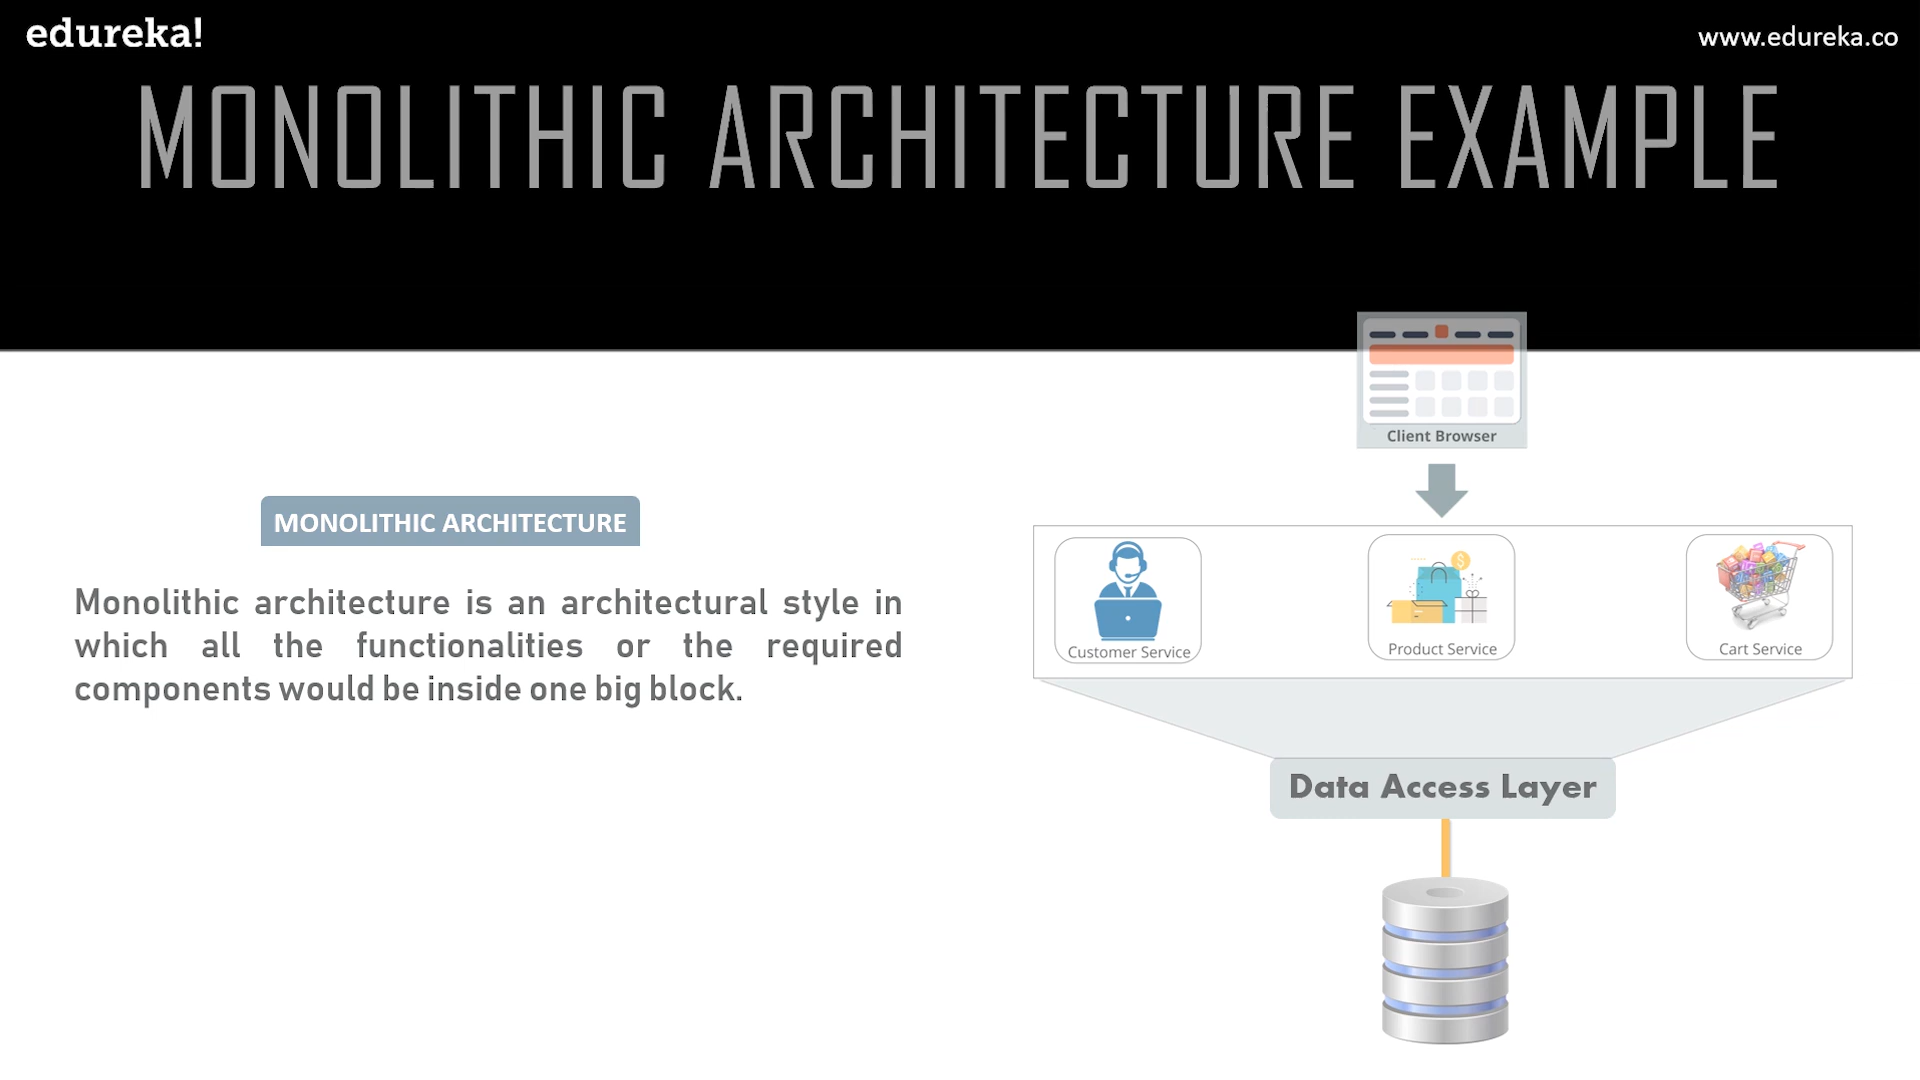 edureka!
www.edureka.co
MONOLITHIC ARCHITECTURE EXAMPLE
MONOLITHIC ARCHITECTURE
Monolithic architecture is an architectural style in
which all the functionalities or the required
components would be inside one big block.
Client Browser
Customer Service
Product Service
Cart Service
Data Access Layer